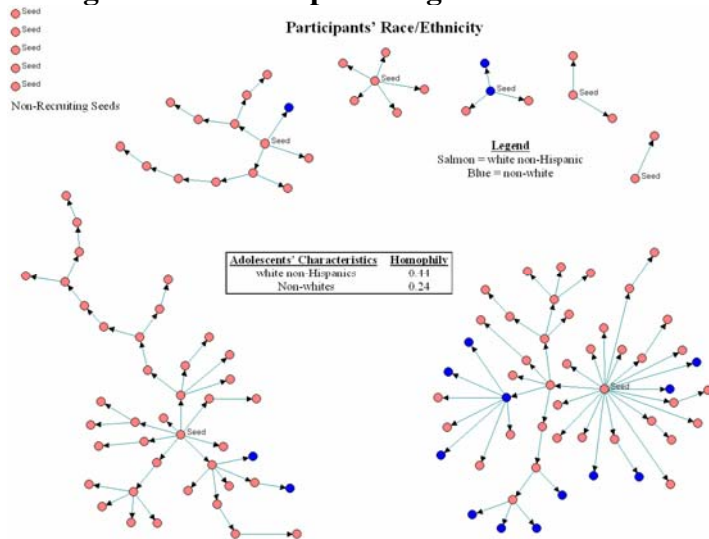 Participants' Race/Ethnicity
Seed
Seed
Seed
Seed
Seed
Non-Recruiting Seeds
Seed
Seed
Seed
Seed
Seed
Legend
Salmon = white non-Hispanic
Blue = non-white
Adolescents' Characteristics Homophily
white non-Hispanics 0.44
Non-whites 0.24
Seed
Seed